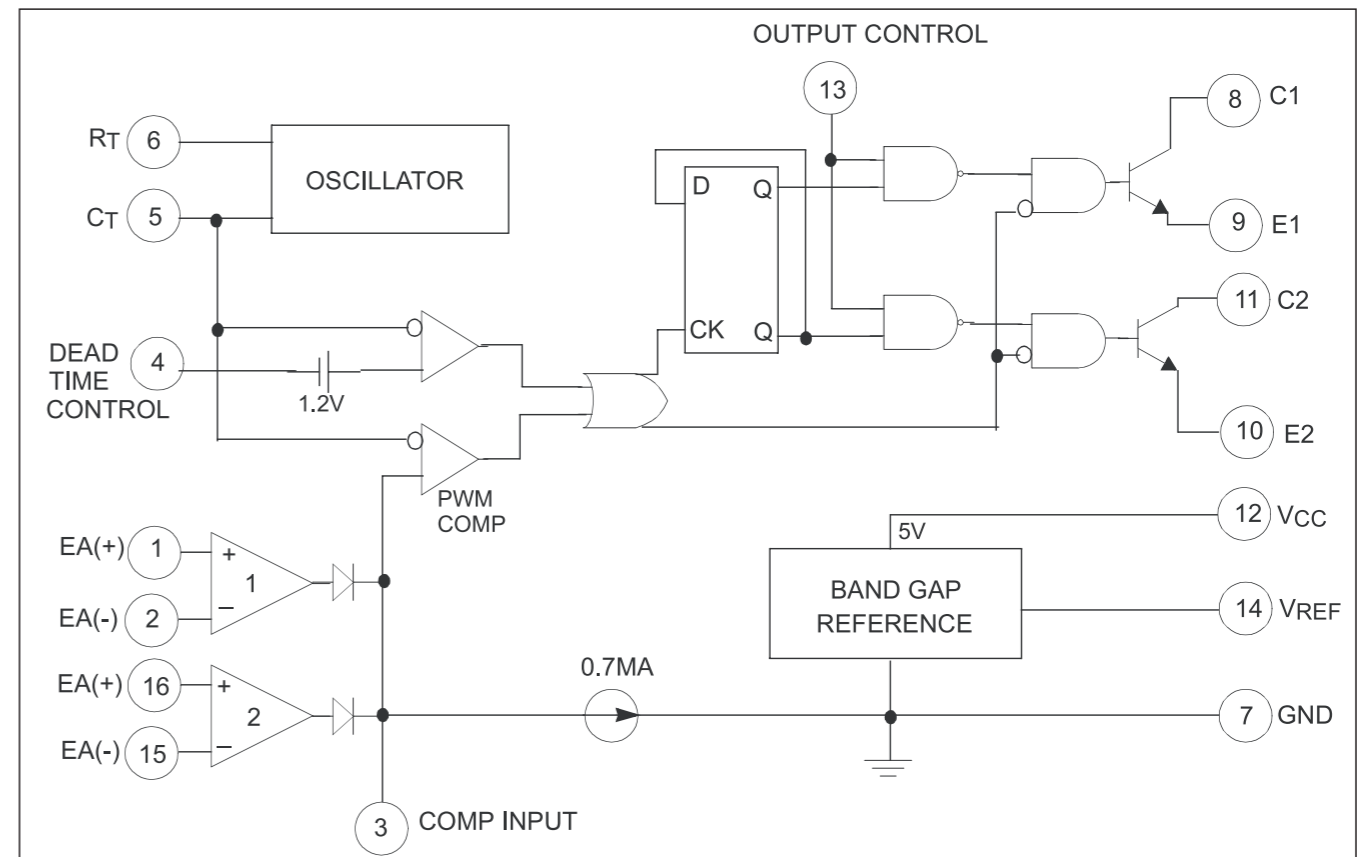 OUTPUT CONTROL
13
8 C1
RT 6
OSCILLATOR
D Q
CT 5
9 E1
11 C2
CK Q
DEAD
TIME
CONTROL
4
1.2V
10 E2
PWM
COMP
12 VCC
5V
EA(+) 1
+
1
−
EA(-) 2
BAND GAP
REFERENCE
14 VREF
EA(+) 16
+
2
−
EA(-) 15
0.7MA
7 GND
3 COMP INPUT